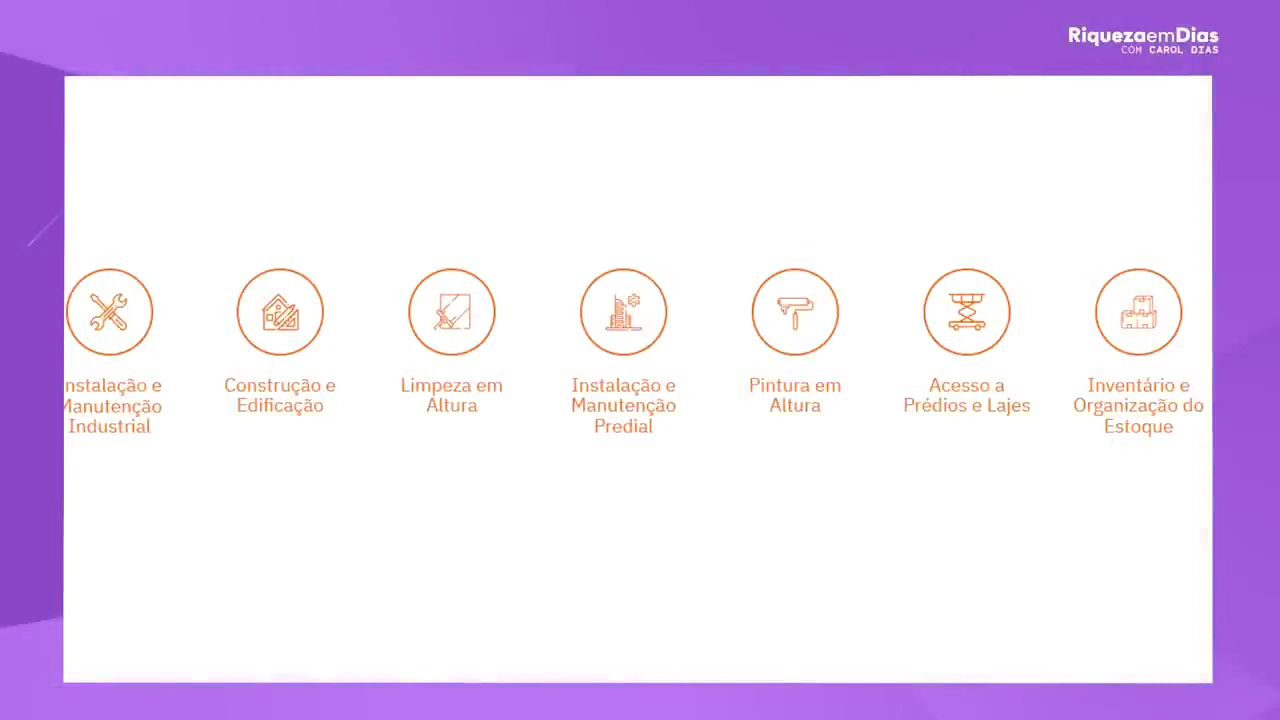 RiquezaemDias
COM CAROL DIAS
nstalação e
Manutenção
Industrial
Construção e
Edificação
Limpeza em
Altura
Instalação e
Manutenção
Predial
Pintura em
Altura
Acesso a
Prédios e Lajes
Inventário e
Organização do
Estoque